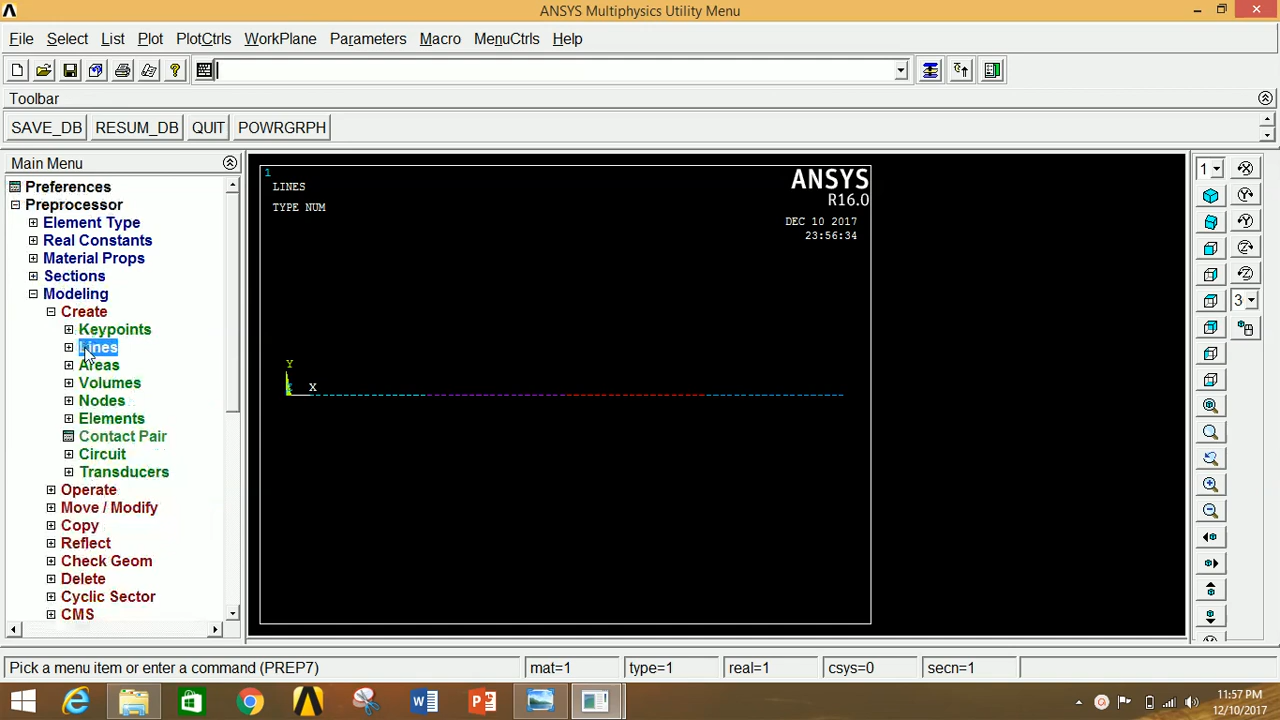 ANSYS Multiphysics Utility Menu
File Select List Plot PlotCtrls WorkPlane Parameters Macro MenuCtrls Help
Toolbar
SAVE_DB RESUM_DB QUIT POWRGRPH
Main Menu
Preferences
Preprocessor
Element Type
Real Constants
Material Props
Sections
Modeling
Create
Keypoints
Lines
Areas
Volumes
Nodes
Elements
Contact Pair
Circuit
Transducers
Operate
Move / Modify
Copy
Reflect
Check Geom
Delete
Cyclic Sector
CMS
1
LINES
TYPE NUM
ANSYS
R16.0
DEC 10 2017
23:56:34
Y
X
1
3
Pick a menu item or enter a command (PREP7) mat=1 type=1 real=1 csys=0 secn=1
11:57 PM
12/10/2017